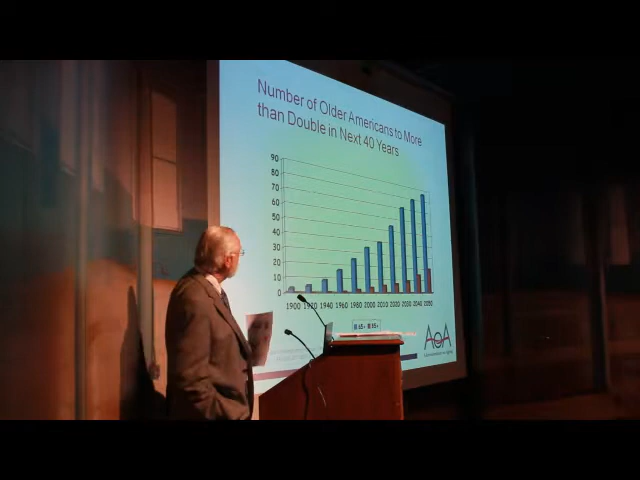 Number of Older Americans to More
than Double in Next 40 Years
90
80
70
60
50
40
30
20
10
0
1900 1920 1940 1960 1980 2000 2010 2020 2030 2040 2050
65+ 85+
AoA